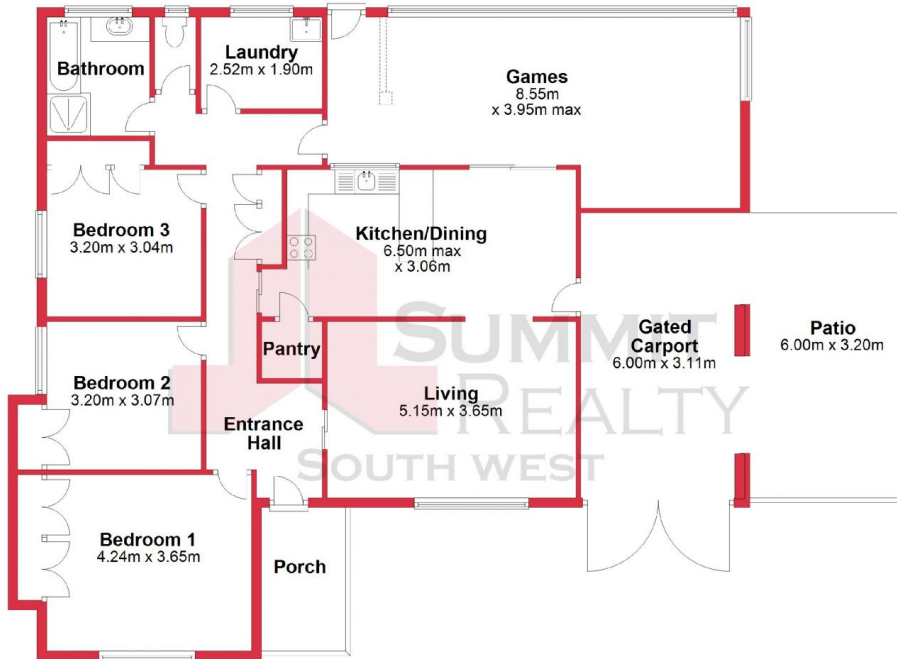 Bathroom
Laundry
2.52m x 1.90m
Games
8.55m
x 3.95m max
Bedroom 3
3.20m x 3.04m
Kitchen/Dining
6.50m max
x 3.06m
Pantry
Gated
Carport
6.00m x 3.11m
Patio
6.00m x 3.20m
Bedroom 2
3.20m x 3.07m
Living
5.15m x 3.65m
Entrance
Hall
Bedroom 1
4.24m x 3.65m
Porch
SUMMIT
REALTY
SOUTH WEST